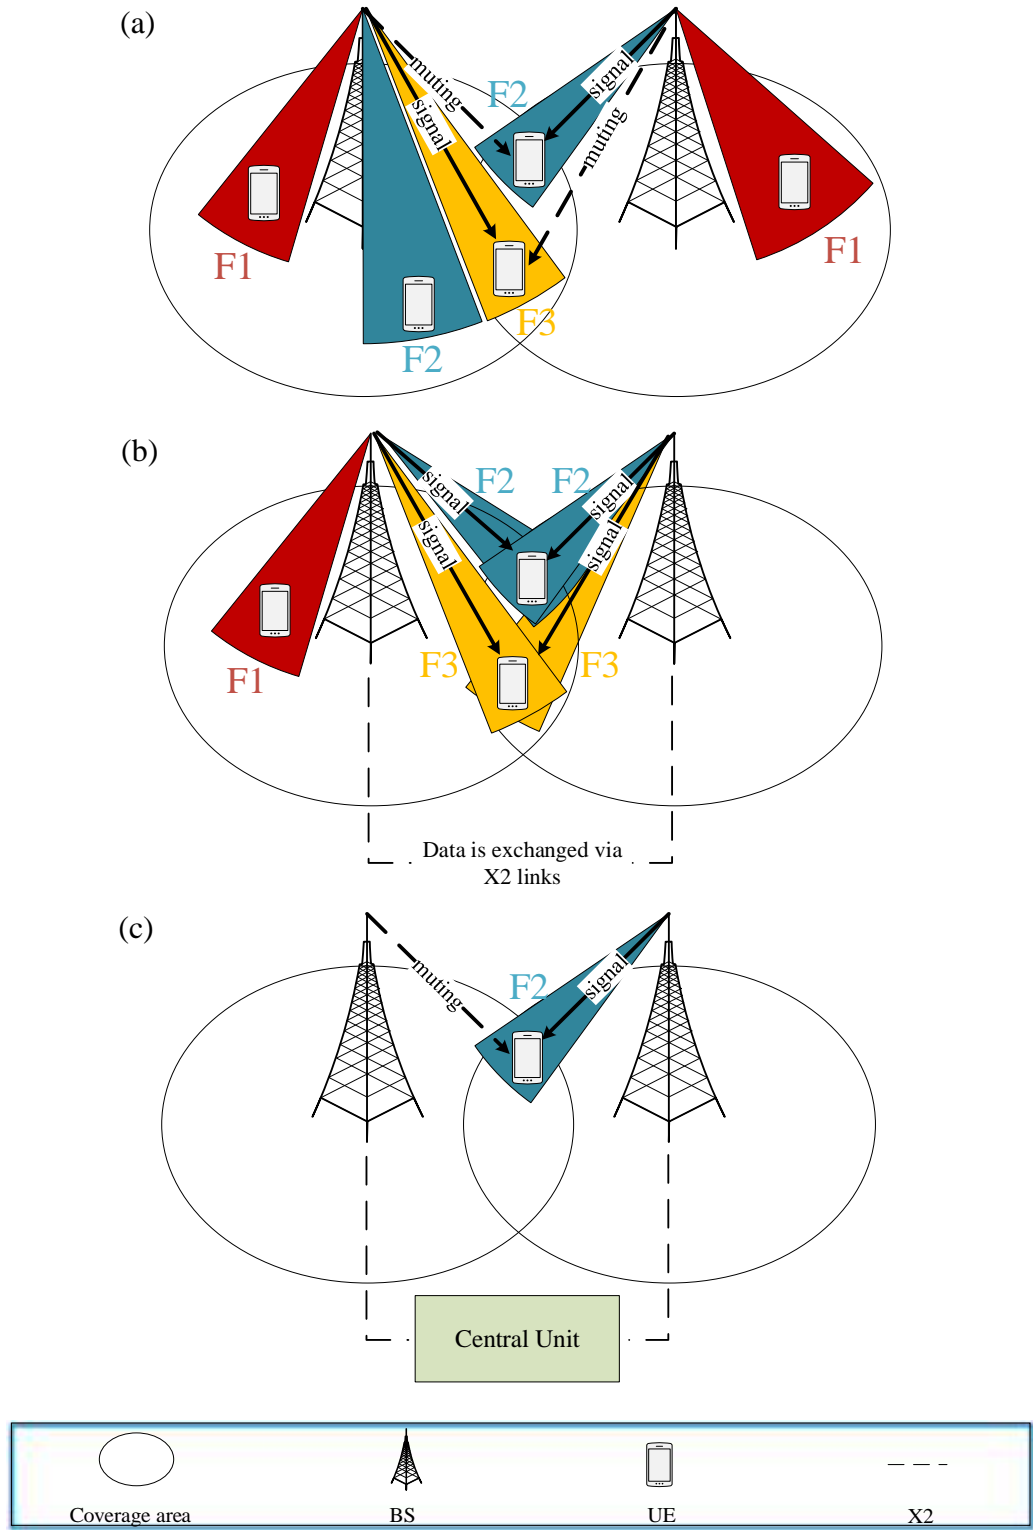 (a)
muting
signal
F2
signal
muting
F1
F2
F3
F1
(b)
signal
F2
F2
signal
signal
signal
F1
F3
F3
Data is exchanged via
X2 links
(c)
muting
F2
signal
Central Unit
Coverage area
BS
UE
X2